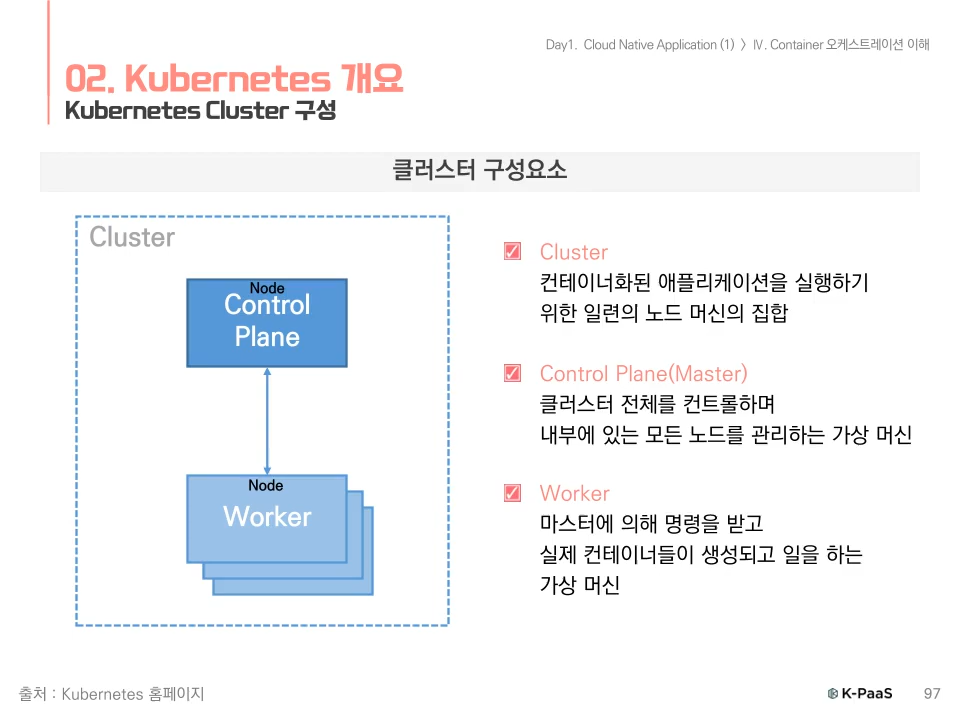 Day1. Cloud Native Application (1) 〉 Ⅳ. Container 오케스트레이션 이해
02. Kubernetes 개요
Kubernetes Cluster 구성
클러스터 구성요소
Cluster
Node
Control
Plane
Node
Worker
Cluster
컨테이너화된 애플리케이션을 실행하기
위한 일련의 노드 머신의 집합
Control Plane(Master)
클러스터 전체를 컨트롤하며
내부에 있는 모든 노드를 관리하는 가상 머신
Worker
마스터에 의해 명령을 받고
실제 컨테이너들이 생성되고 일을 하는
가상 머신
출처 : Kubernetes 홈페이지
K-PaaS
97